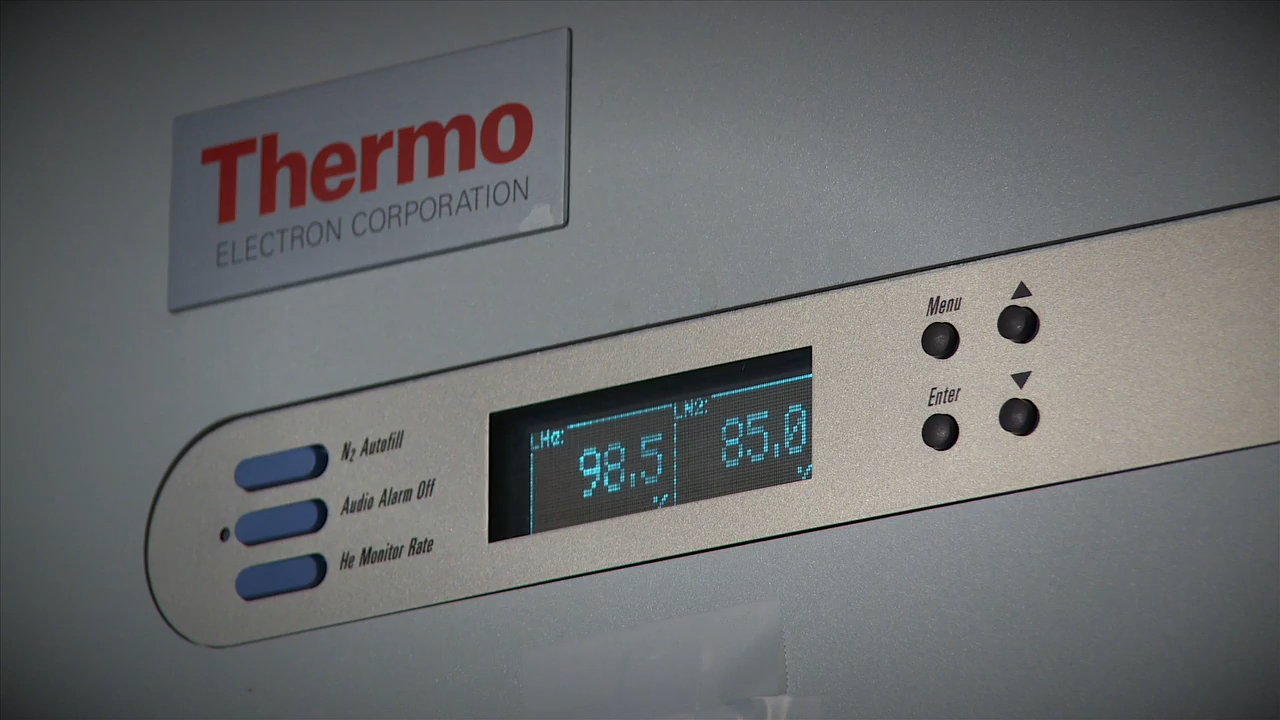 Thermo
ELECTRON CORPORATION
Menu
Enter
N₂ Autofill
Audio Alarm Off
He Monitor Rate
LHe:
98.5
%
LN2:
85.0
%